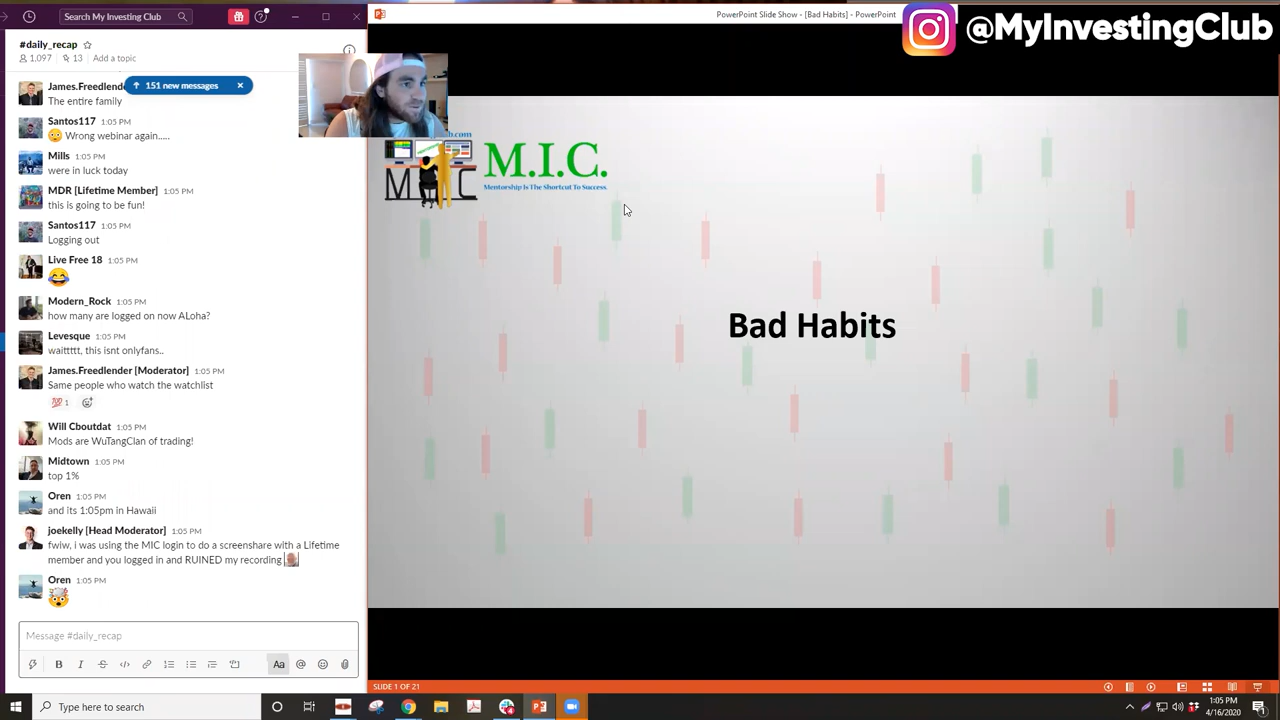 Search My Investing Club
#daily_recap
1,097
13
Add a topic
151 new messages
James.Freedlende
The entire family
Santos117 1:05 PM
Wrong webinar again.....
Mills 1:05 PM
were in luck today
MDR [Lifetime Member] 1:05 PM
this is going to be fun!
Santos117 1:05 PM
Logging out
Live Free 18 1:05 PM
Modern_Rock 1:05 PM
how many are logged on now ALoha?
Levesque 1:05 PM
waittttt, this isnt onlyfans..
James.Freedlender [Moderator] 1:05 PM
Same people who watch the watchlist
1
Will Cboutdat 1:05 PM
Mods are WuTangClan of trading!
Midtown 1:05 PM
top 1%
Oren 1:05 PM
and its 1:05pm in Hawaii
joekelly [Head Moderator] 1:05 PM
fwiw, i was using the MIC login to do a screenshare with a Lifetime
member and you logged in and RUINED my recording
Oren 1:05 PM
Message #daily_recap
B I S Aa @
PowerPoint Slide Show - [Bad Habits] - PowerPoint
@MyInvestingClub
MIC
M.I.C.
Mentorship Is The Shortcut To Success.
Bad Habits
SLIDE 1 OF 21
Type here to search
1:05 PM
4/16/2020